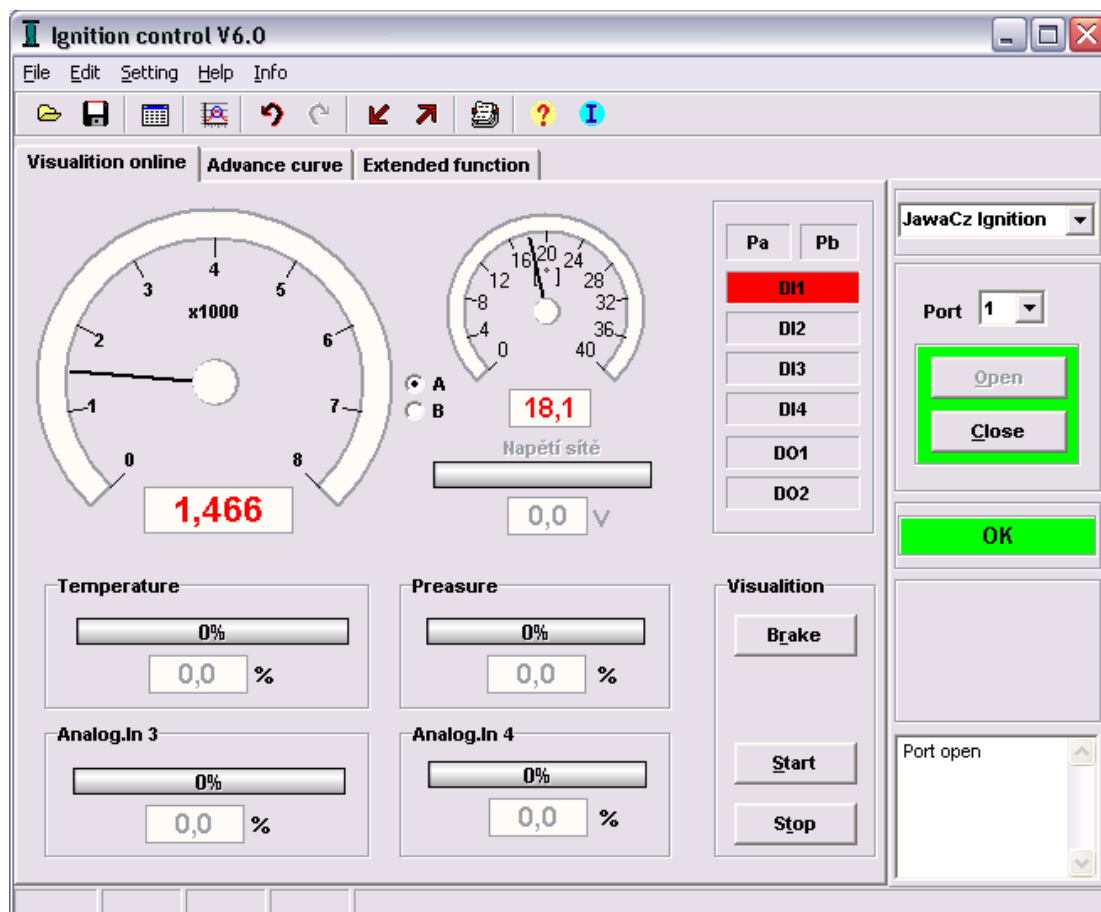 Ignition control V6.0
File Edit Setting Help Info
? I
Visualition online Advance curve Extended function
JawaCz Ignition
Port 1
Open
Close
OK
Port open
0 1 2 3 4 5 6 7 8
x1000
1,466
A
B
0 4 8 12 16 20 24 28 32 36 40
[°]
18,1
Napětí sítě
0,0 V
Pa Pb
DI1
DI2
DI3
DI4
DO1
DO2
Temperature
0%
0,0 %
Preasure
0%
0,0 %
Analog.In 3
0%
0,0 %
Analog.In 4
0%
0,0 %
Visualition
Brake
Start
Stop